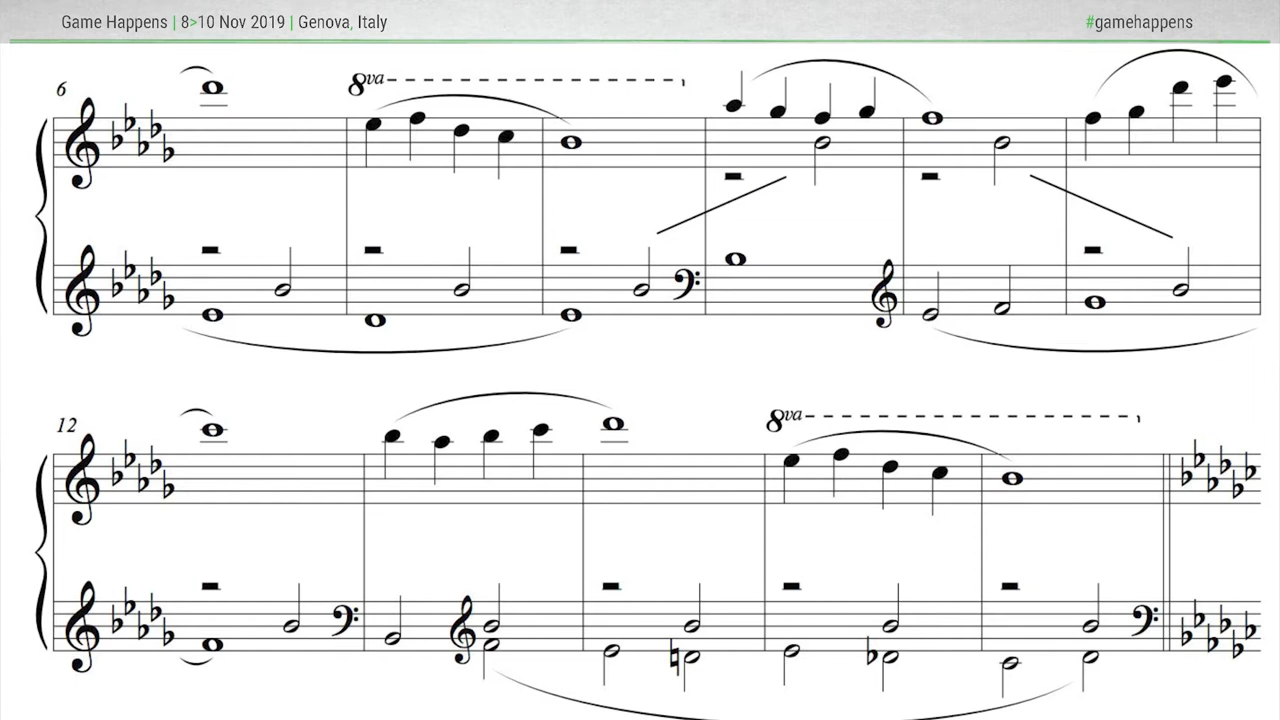 Game Happens | 8>10 Nov 2019 | Genova, Italy
#gamehappens
6
8va
12
8va